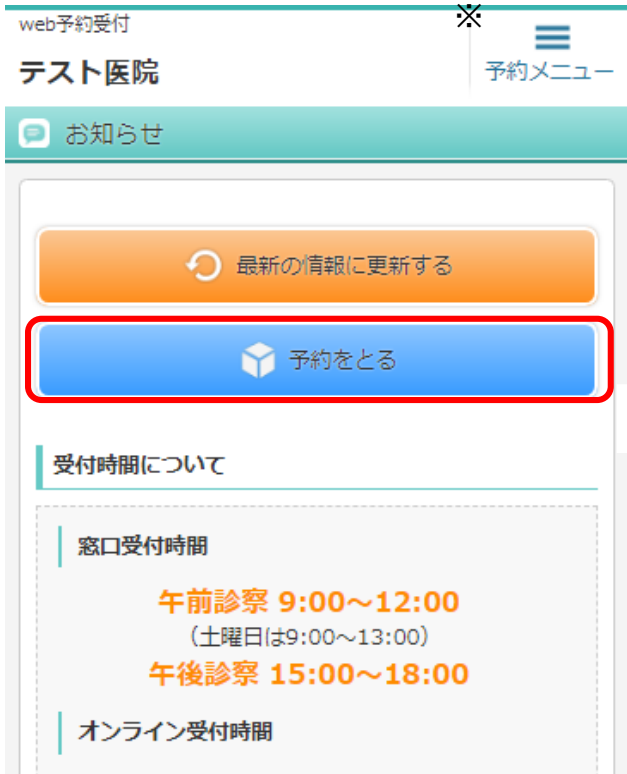 web予約受付
※
テスト医院
予約メニュー
お知らせ
最新の情報に更新する
予約をとる
受付時間について
窓口受付時間
午前診察 9:00～12:00
（土曜日は9:00～13:00）
午後診察 15:00～18:00
オンライン受付時間